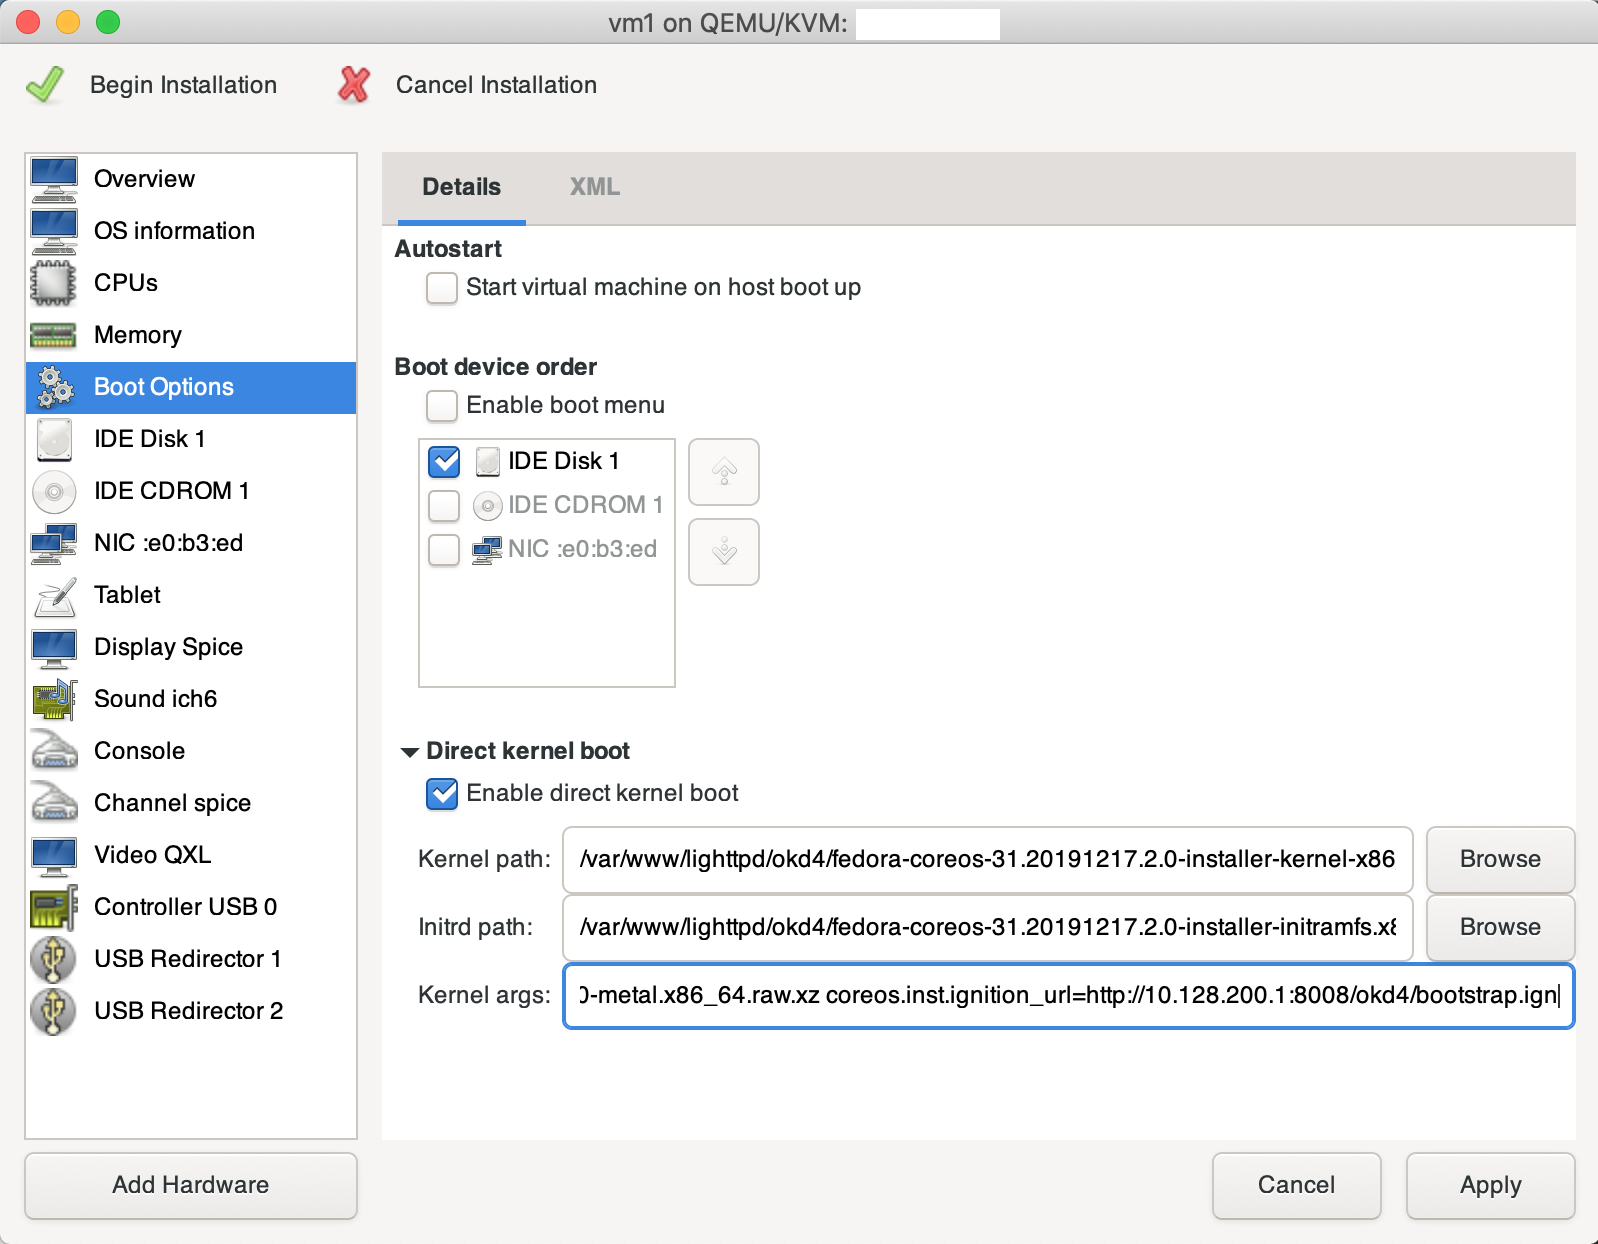 vm1 on QEMU/KVM:
Begin Installation
Cancel Installation
Overview
OS information
CPUs
Memory
Boot Options
IDE Disk 1
IDE CDROM 1
NIC :e0:b3:ed
Tablet
Display Spice
Sound ich6
Console
Channel spice
Video QXL
Controller USB 0
USB Redirector 1
USB Redirector 2
Add Hardware
Details
XML
Autostart
Start virtual machine on host boot up
Boot device order
Enable boot menu
IDE Disk 1
IDE CDROM 1
NIC :e0:b3:ed
Direct kernel boot
Enable direct kernel boot
Kernel path: /var/www/lighttpd/okd4/fedora-coreos-31.20191217.2.0-installer-kernel-x86 Browse
Initrd path: /var/www/lighttpd/okd4/fedora-coreos-31.20191217.2.0-installer-initramfs.x8 Browse
Kernel args: 0-metal.x86_64.raw.xz coreos.inst.ignition_url=http://10.128.200.1:8008/okd4/bootstrap.ign
Cancel
Apply